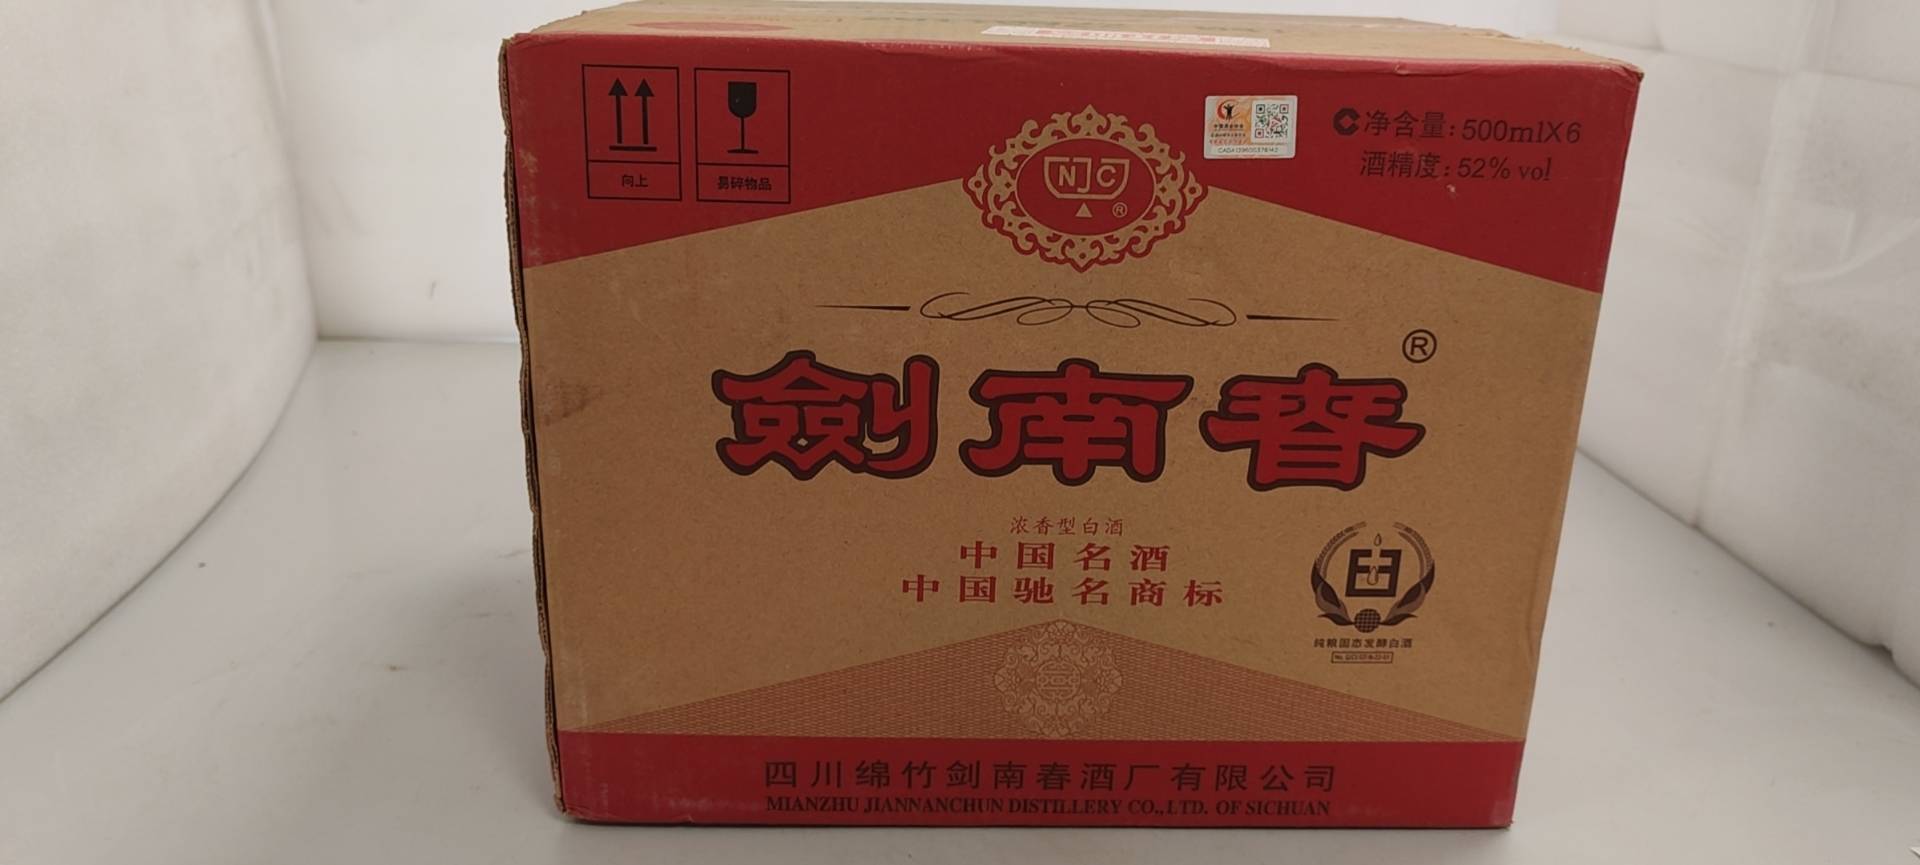 向上
易碎物品
NJC
®
净含量:500mlX6
酒精度:52% vol
劍南春®
浓香型白酒
中国名酒
中国驰名商标
纯粮固态发酵白酒
四川绵竹剑南春酒厂有限公司
MIANZHU JIANNANCHUN DISTILLERY CO.,LTD. OF SICHUAN